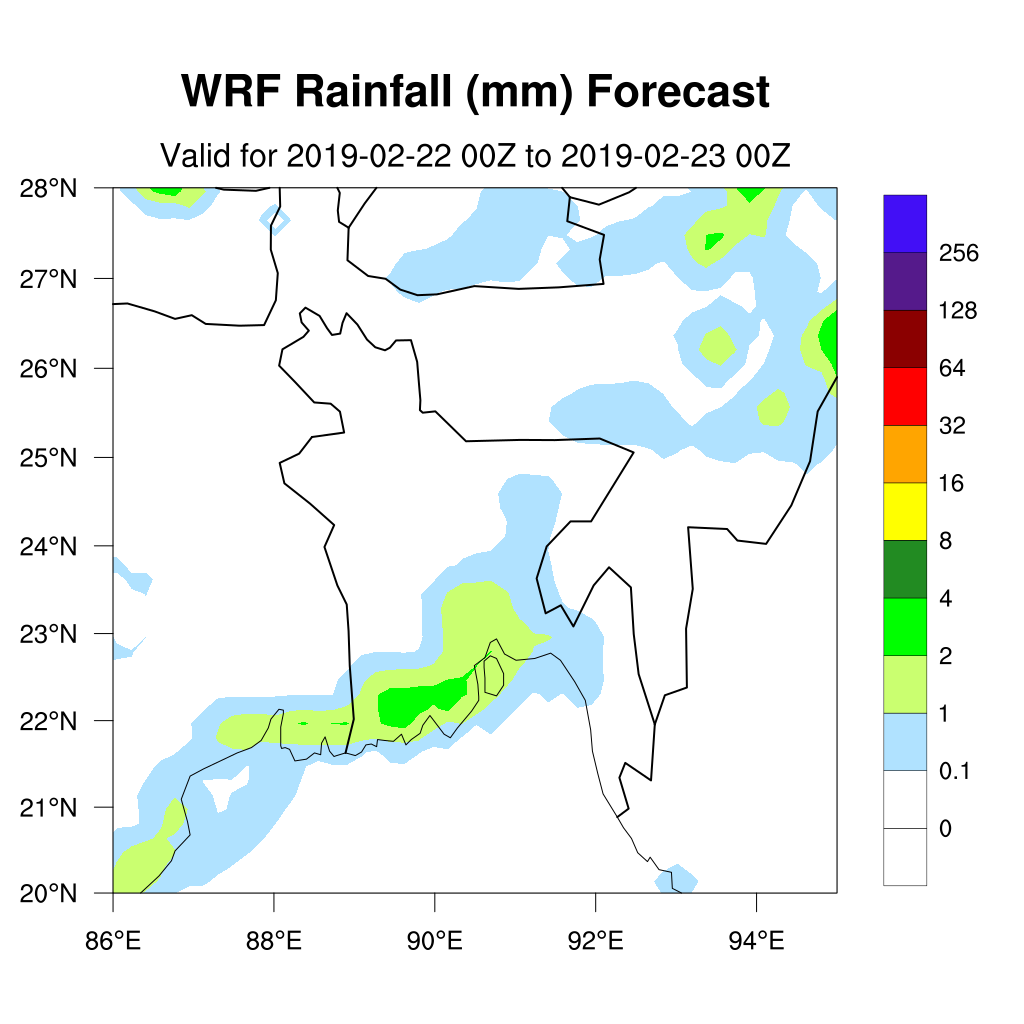 WRF Rainfall (mm) Forecast
Valid for 2019-02-22 00Z to 2019-02-23 00Z
28°N
27°N
26°N
25°N
24°N
23°N
22°N
21°N
20°N
86°E
88°E
90°E
92°E
94°E
256
128
64
32
16
8
4
2
1
0.1
0